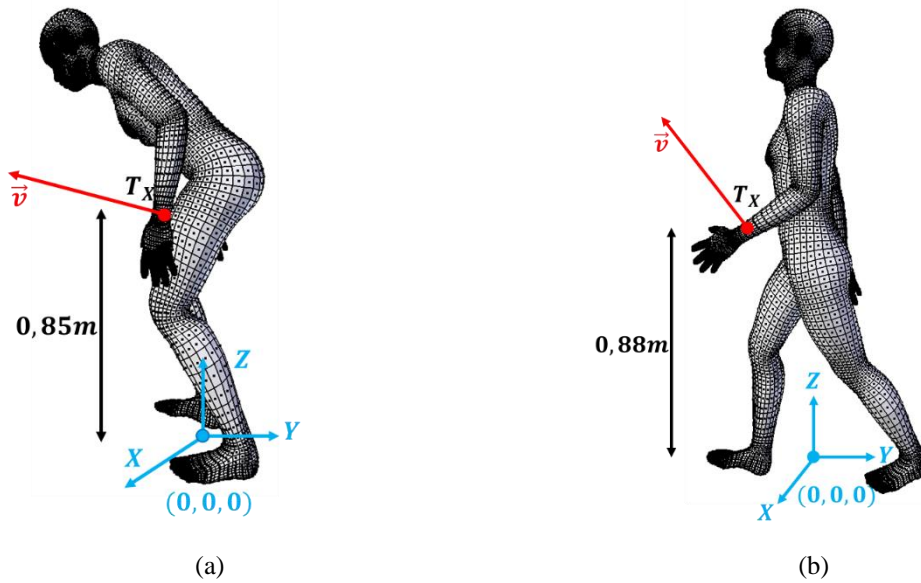 v⃗
T_X
0,85m
Z
Y
X
(0,0,0)
(a)
v⃗
T_X
0,88m
Z
Y
X
(0,0,0)
(b)